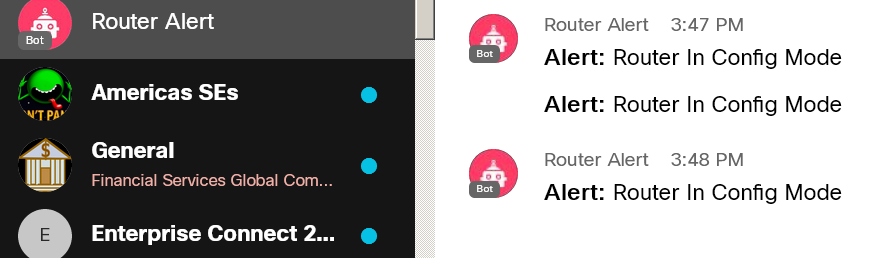 Router Alert
Bot
Americas SEs
N'T PA
General
Financial Services Global Com...
E
Enterprise Connect 2...
Router Alert 3:47 PM
Bot
Alert: Router In Config Mode
Alert: Router In Config Mode
Router Alert 3:48 PM
Bot
Alert: Router In Config Mode